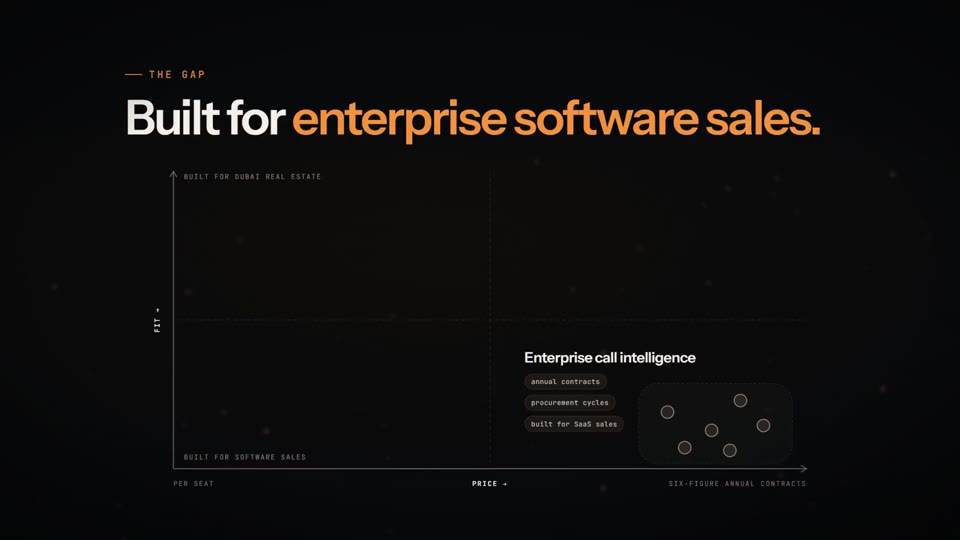 THE GAP
Built for enterprise software sales.
BUILT FOR DUBAI REAL ESTATE
FIT →
Enterprise call intelligence
annual contracts
procurement cycles
built for SaaS sales
BUILT FOR SOFTWARE SALES
PER SEAT
PRICE →
SIX-FIGURE ANNUAL CONTRACTS